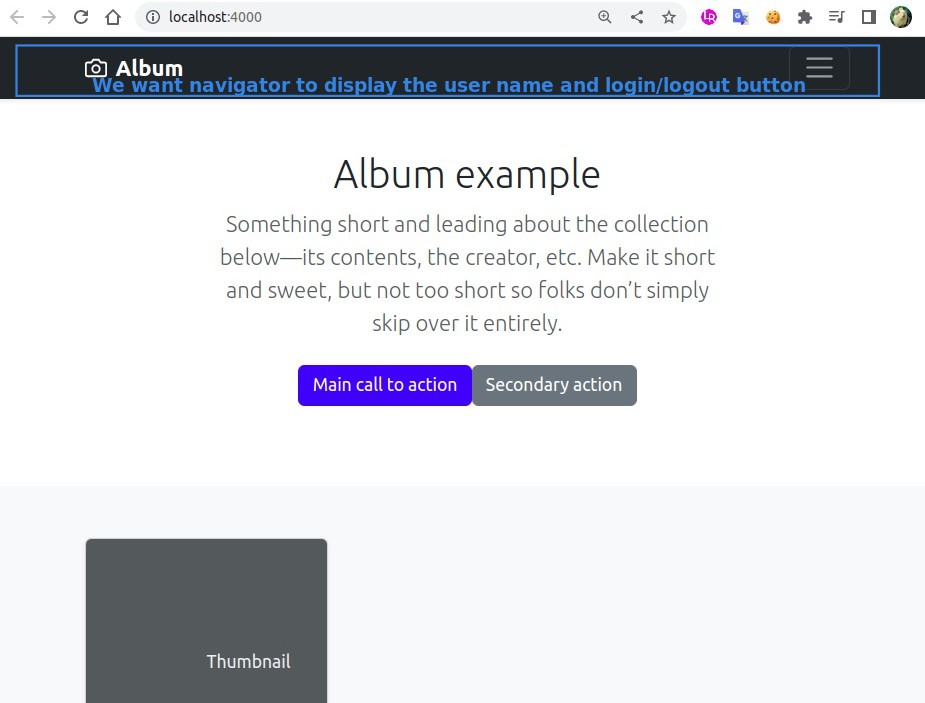 localhost:4000
Album
We want navigator to display the user name and login/logout button
Album example
Something short and leading about the collection
below—its contents, the creator, etc. Make it short
and sweet, but not too short so folks don’t simply
skip over it entirely.
Main call to action
Secondary action
Thumbnail